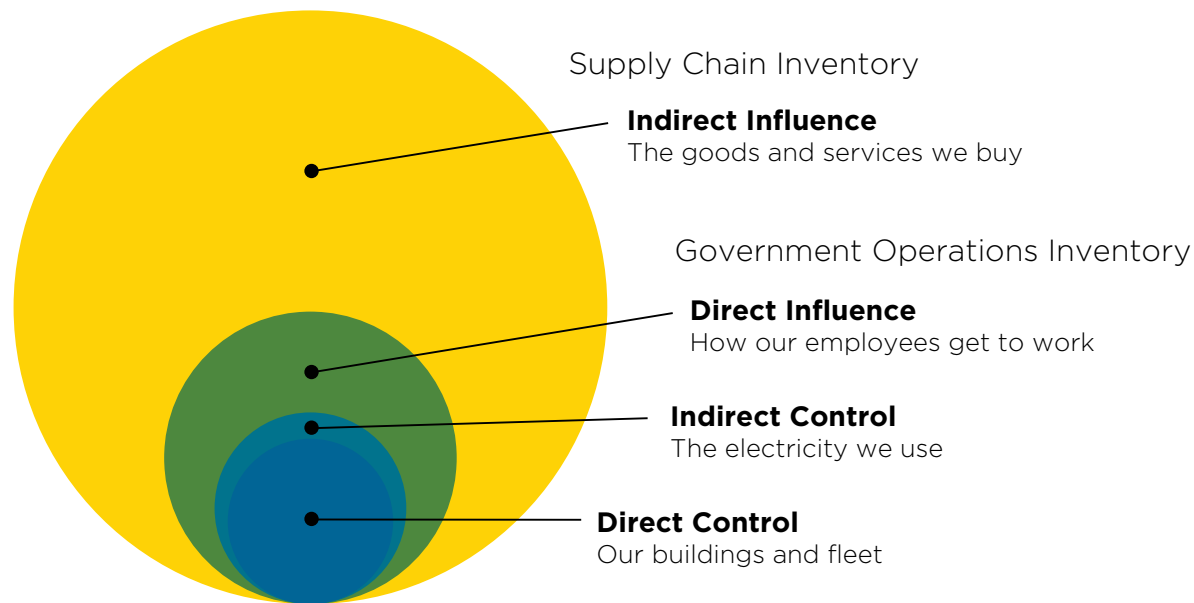 Supply Chain Inventory
Indirect Influence
The goods and services we buy
Government Operations Inventory
Direct Influence
How our employees get to work
Indirect Control
The electricity we use
Direct Control
Our buildings and fleet